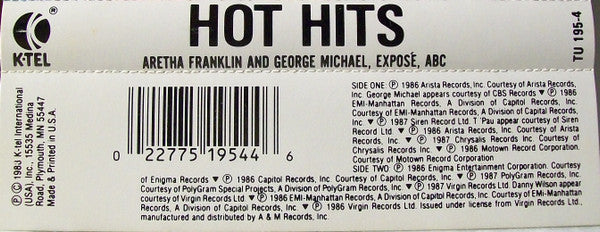 HOT HITS
K-TEL
ARETHA FRANKLIN AND GEORGE MICHAEL, EXPOSÉ, ABC
TU 195-4
Ⓟ Ⓒ 198J K-tel International
(USA), Inc., 15535 Medina
Road, Plymouth, MN 55447
Made & Printed in U.S.A
0 22775 19544 6
SIDE ONE: Ⓟ 1986 Arista Records, Inc. Courtesy of Arista Records,
Inc. George Michael appears courtesy of CBS Records ▼ Ⓟ 1986
EMI-Manhattan Records, A Division of Capitol Records, Inc.
Courtesy of EMI-Manhattan Records, A Division of Capitol Records,
Inc. ▼ Ⓟ 1987 Siren Record Ltd. T 'Pau appear courtesy of Siren
Record Ltd. ▼ Ⓟ 1986 Arista Records, Inc. Courtesy of Arista
Records, Inc. ▼ Ⓟ 1987 Chrysalis Records Inc. Courtesy of
Chrysalis Records Inc. ▼ Ⓟ 1986 Motown Record Corporation
Courtesy of Motown Record Corporation
SIDE TWO: Ⓟ 1986 Enigma Entertainment Corporation. Courtesy
of Enigma Records ▼ Ⓟ 1986 Capitol Records, Inc. Courtesy of Capitol Records, Inc. ▼ Ⓟ 1987 PolyGram Records, Inc.
Courtesy of PolyGram Special Projects, A Division of PolyGram Records, Inc. ▼ Ⓟ 1987 Virgin Records Ltd. Danny Wilson appear
courtesy of Virgin Records Ltd ▼ Ⓟ 1986 EMI-Manhattan Records, A Division of Capitol Records, Inc. Courtesy of EMI-Manhattan
Records, A Division of Capitol Records, Inc. ▼ Ⓟ 1986 Virgin Records Ltd. Issued under license from Virgin Records Ltd.,
manufactured and distributed by A & M Records, Inc.